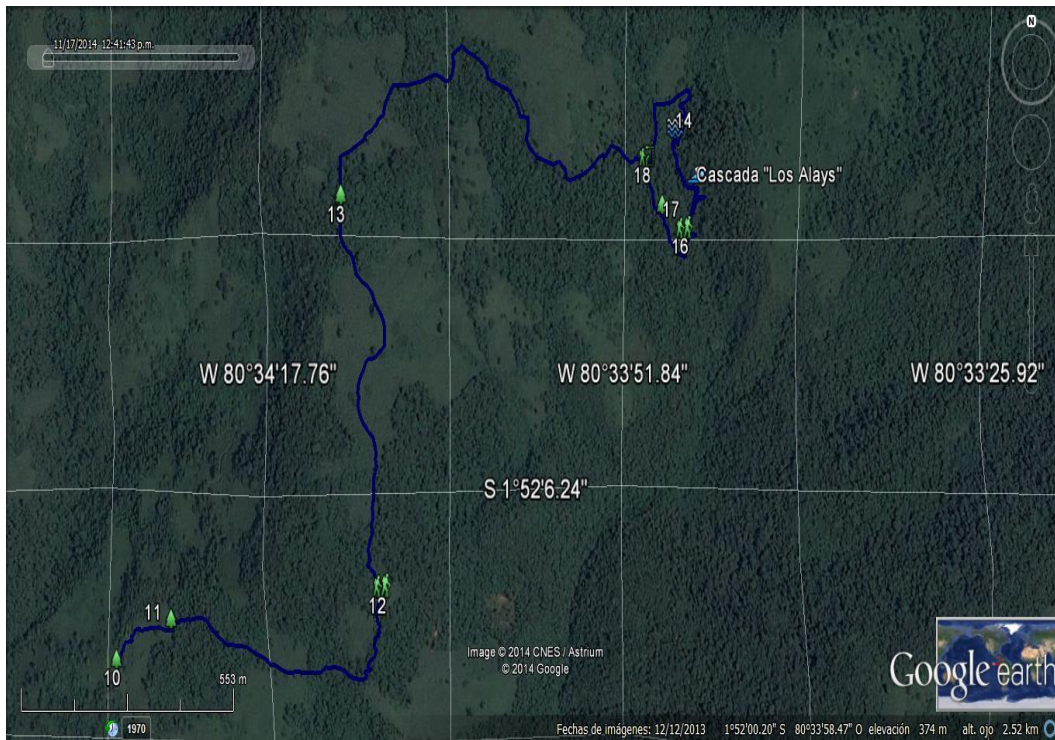 11/17/2014 12:41:43 p.m.
N
14
18
Cascada "Los Alays"
17
13
16
W 80°34'17.76"
W 80°33'51.84"
W 80°33'25.92"
S 1°52'6.24"
12
11
10
553 m
Image © 2014 CNES / Astrium
© 2014 Google
Google earth
1970
Fechas de imágenes: 12/12/2013 1°52'00.20" S 80°33'58.47" O elevación 374 m alt. ojo 2.52 km